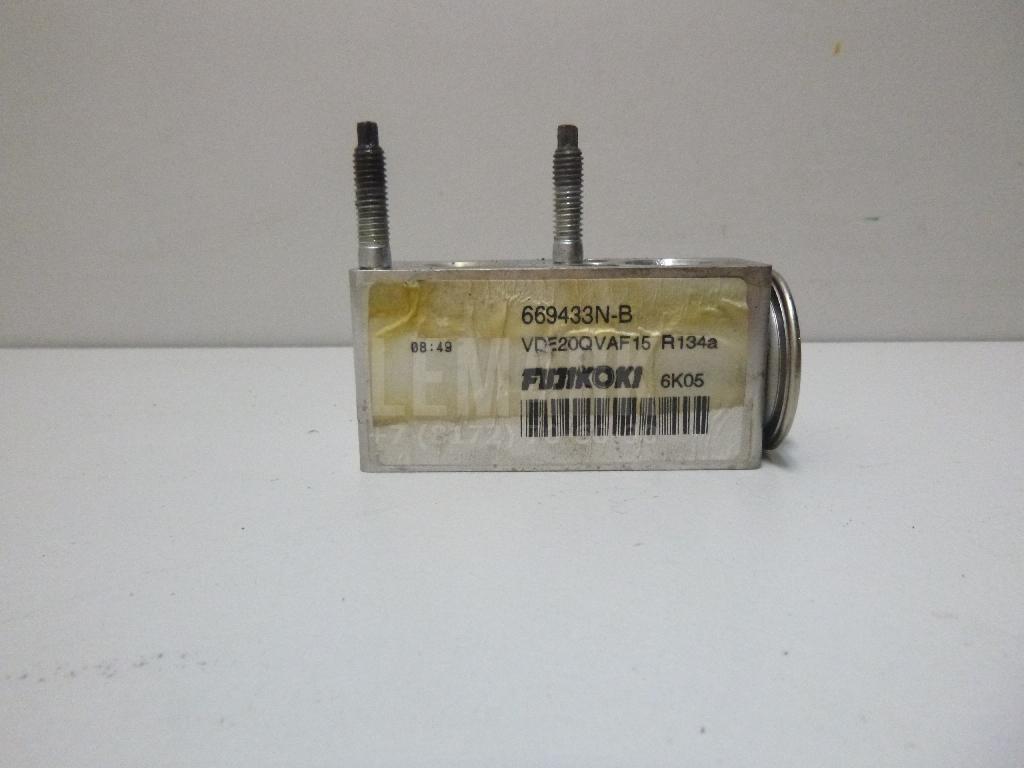 669433N-B
08:49 VDE20QVAF15 R134a
FUJIKOKI 6K05